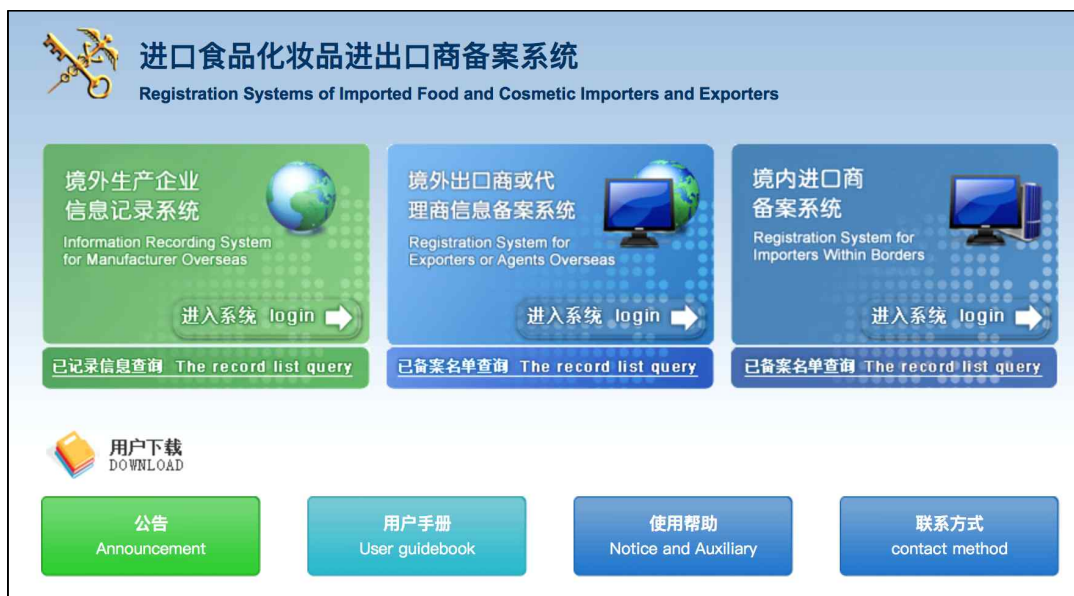 进口食品化妆品进出口商备案系统
Registration Systems of Imported Food and Cosmetic Importers and Exporters
境外生产企业
信息记录系统
Information Recording System
for Manufacturer Overseas
进入系统 login
已记录信息查询 The record list query
境外出口商或代
理商信息备案系统
Registration System for
Exporters or Agents Overseas
进入系统 login
已备案名单查询 The record list query
境内进口商
备案系统
Registration System for
Importers Within Borders
进入系统 login
已备案名单查询 The record list query
用户下载
DOWNLOAD
公告
Announcement
用户手册
User guidebook
使用帮助
Notice and Auxiliary
联系方式
contact method